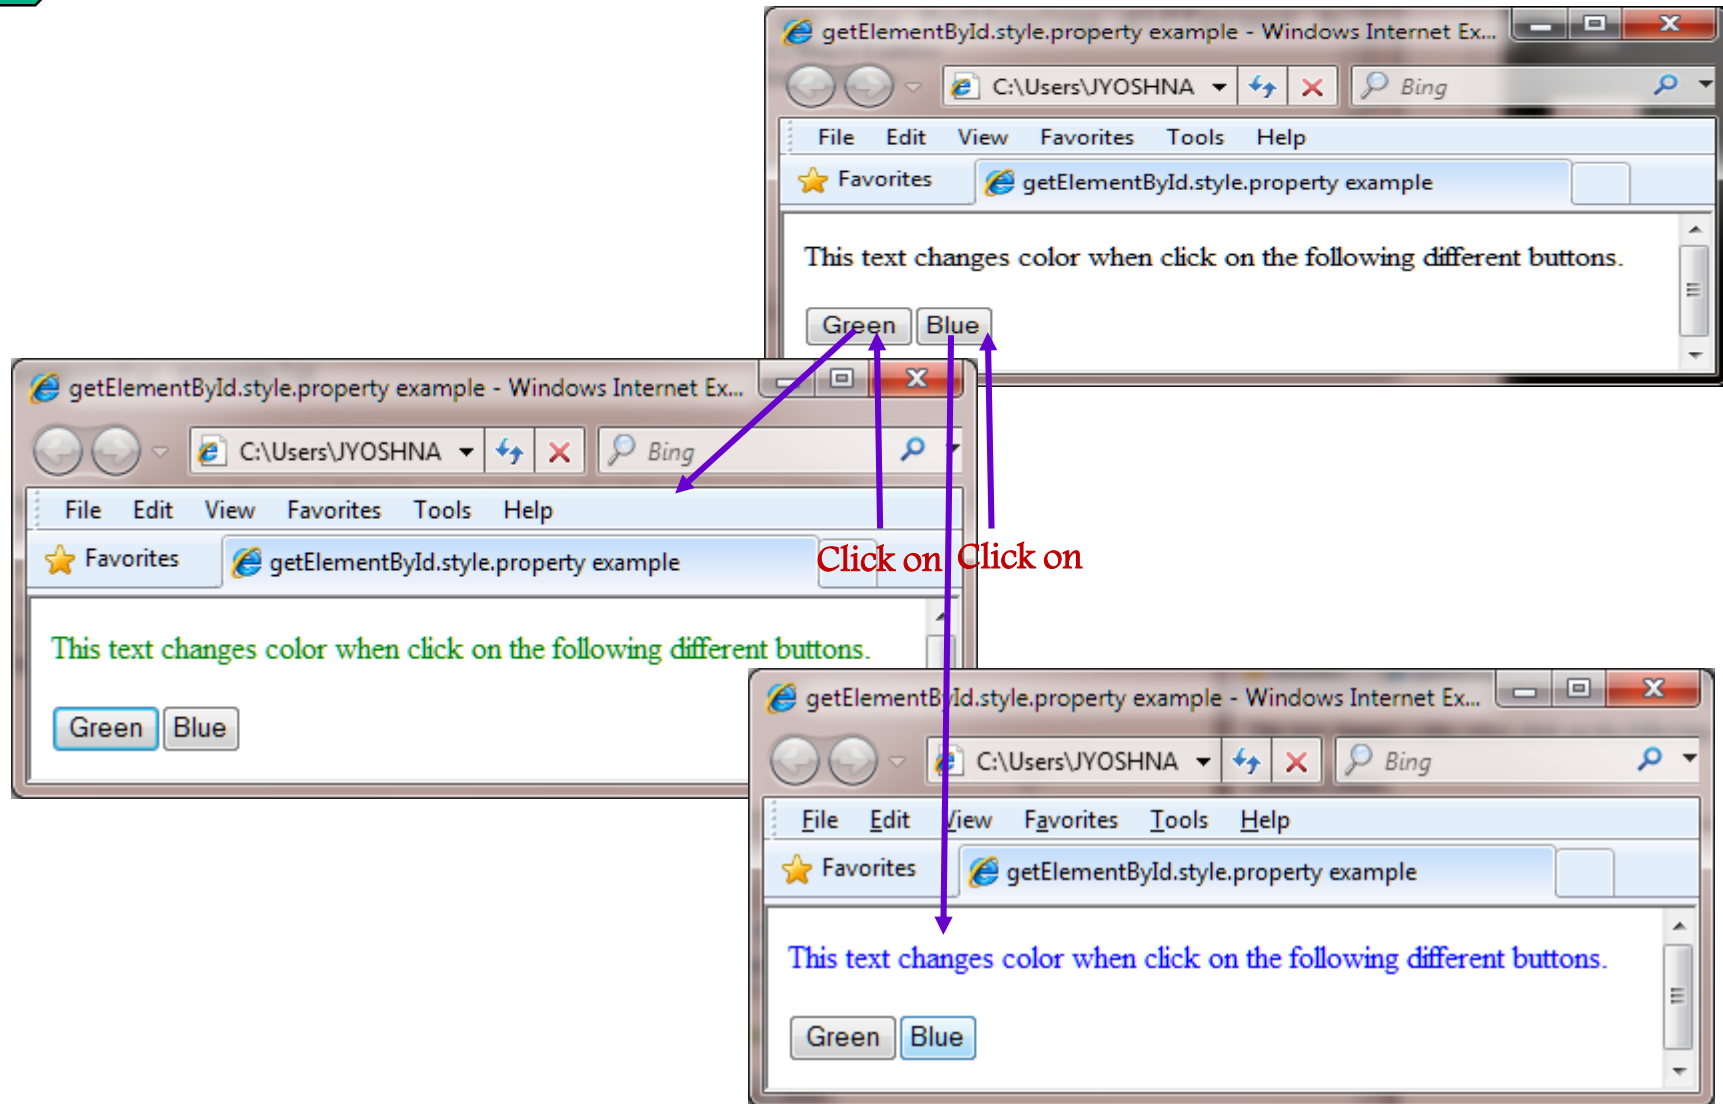 getElementById.style.property example - Windows Internet Ex...
C:\Users\JYOSHNA
Bing
File Edit View Favorites Tools Help
Favorites
getElementById.style.property example
This text changes color when click on the following different buttons.
Green Blue
getElementById.style.property example - Windows Internet Ex...
C:\Users\JYOSHNA
Bing
File Edit View Favorites Tools Help
Favorites
getElementById.style.property example
Click on Click on
This text changes color when click on the following different buttons.
Green Blue
getElementById.style.property example - Windows Internet Ex...
C:\Users\JYOSHNA
Bing
File Edit View Favorites Tools Help
Favorites
getElementById.style.property example
This text changes color when click on the following different buttons.
Green Blue